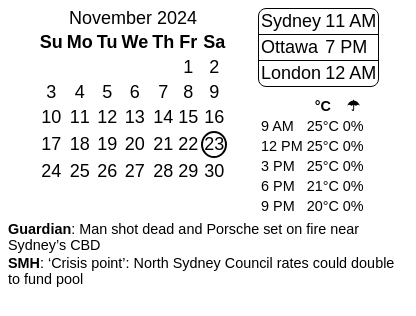 November 2024
Su Mo Tu We Th Fr Sa
1 2
3 4 5 6 7 8 9
10 11 12 13 14 15 16
17 18 19 20 21 22 23
24 25 26 27 28 29 30
Sydney 11 AM
Ottawa 7 PM
London 12 AM
°C ☂
9 AM 25°C 0%
12 PM 25°C 0%
3 PM 25°C 0%
6 PM 21°C 0%
9 PM 20°C 0%
Guardian: Man shot dead and Porsche set on fire near
Sydney’s CBD
SMH: ‘Crisis point’: North Sydney Council rates could double
to fund pool